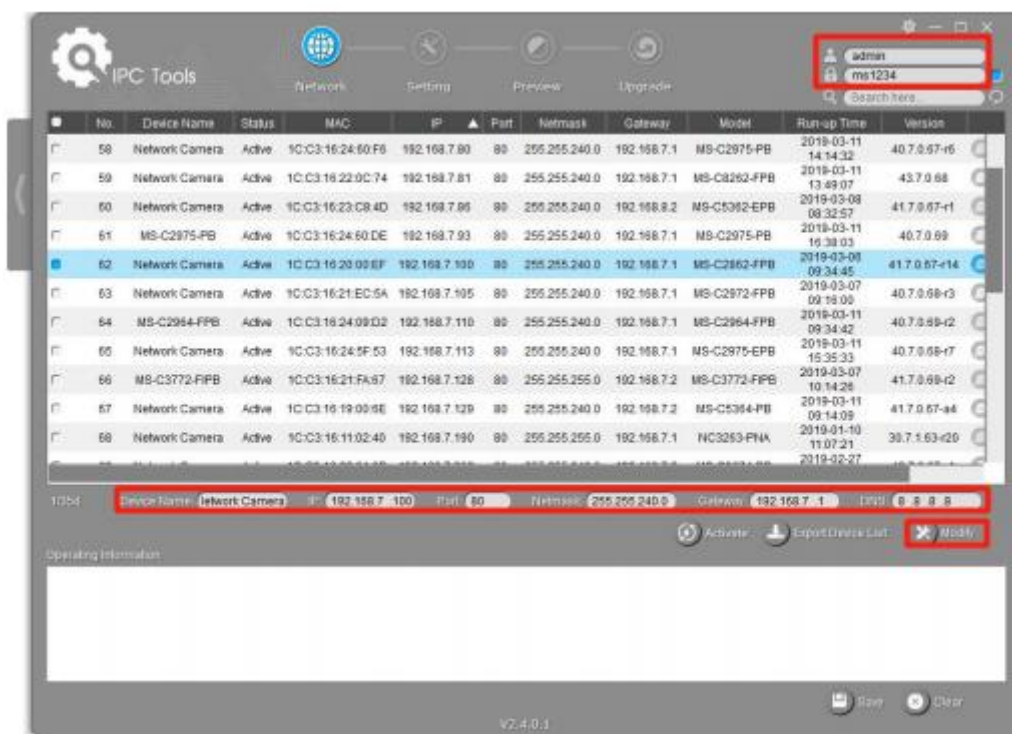 IPC Tools
Network Setting Preview Upgrade
admin
ms1234
Search here...
No. Device Name Status MAC IP Port Netmask Gateway Model Run-up Time Version
58 Network Camera Active 1C:C3:16:24:60:F6 192.168.7.80 80 255.255.240.0 192.168.7.1 MS-C2975-PB 2019-03-11 14:14:32 40.7.0.67-r6
59 Network Camera Active 1C:C3:16:22:0C:74 192.168.7.81 80 255.255.240.0 192.168.7.1 MS-C8262-FPB 2019-03-11 13:49:07 43.7.0.68
60 Network Camera Active 1C:C3:16:23:C8:4D 192.168.7.86 80 255.255.240.0 192.168.8.2 MS-C5362-EPB 2019-03-08 08:32:57 41.7.0.67-r1
61 MS-C2975-PB Active 1C:C3:16:24:60:DE 192.168.7.93 80 255.255.240.0 192.168.7.1 MS-C2975-PB 2019-03-11 16:38:03 40.7.0.69
62 Network Camera Active 1C:C3:16:20:00:EF 192.168.7.100 80 255.255.240.0 192.168.7.1 MS-C2862-FPB 2019-03-06 09:34:45 41.7.0.67-r14
63 Network Camera Active 1C:C3:16:21:EC:5A 192.168.7.105 80 255.255.240.0 192.168.7.1 MS-C2972-FPB 2019-03-07 09:16:00 40.7.0.68-r3
64 MS-C2964-FPB Active 1C:C3:16:24:09:D2 192.168.7.110 80 255.255.240.0 192.168.7.1 MS-C2964-FPB 2019-03-11 09:34:42 40.7.0.69-r2
65 Network Camera Active 1C:C3:16:24:5F:53 192.168.7.113 80 255.255.240.0 192.168.7.1 MS-C2975-EPB 2019-03-11 15:35:33 40.7.0.68-r7
66 MS-C3772-FIPB Active 1C:C3:16:21:FA:67 192.168.7.128 80 255.255.255.0 192.168.7.2 MS-C3772-FIPB 2019-03-07 10:14:26 41.7.0.69-r2
67 Network Camera Active 1C:C3:16:19:00:6E 192.168.7.129 80 255.255.240.0 192.168.7.2 MS-C5364-PB 2019-03-11 09:14:09 41.7.0.67-a4
68 Network Camera Active 1C:C3:16:11:02:40 192.168.7.190 80 255.255.255.0 192.168.7.1 NC3263-PNA 2019-01-10 11:07:21 30.7.1.63-r20
2019-02-27
Device Name: letwork Camera IP: 192.168.7.100 Port: 80 Netmask: 255.255.240.0 Gateway: 192.168.7.1 DNS: 8.8.8.8
Activate Export Device List Modify
Operating Information
Save Clear
V2.4.0.1